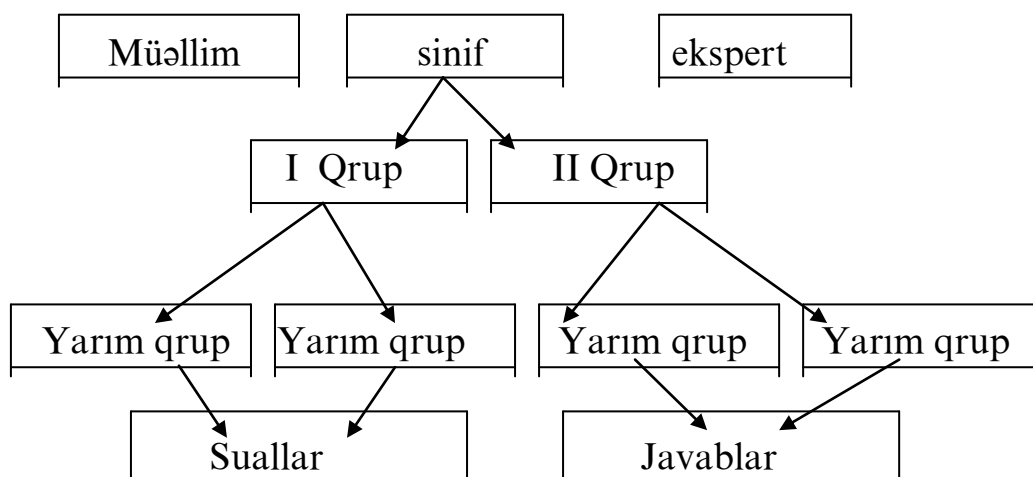 Müəllim sinif ekspert
I Qrup II Qrup
Yarım qrup Yarım qrup Yarım qrup Yarım qrup
Suallar Javablar